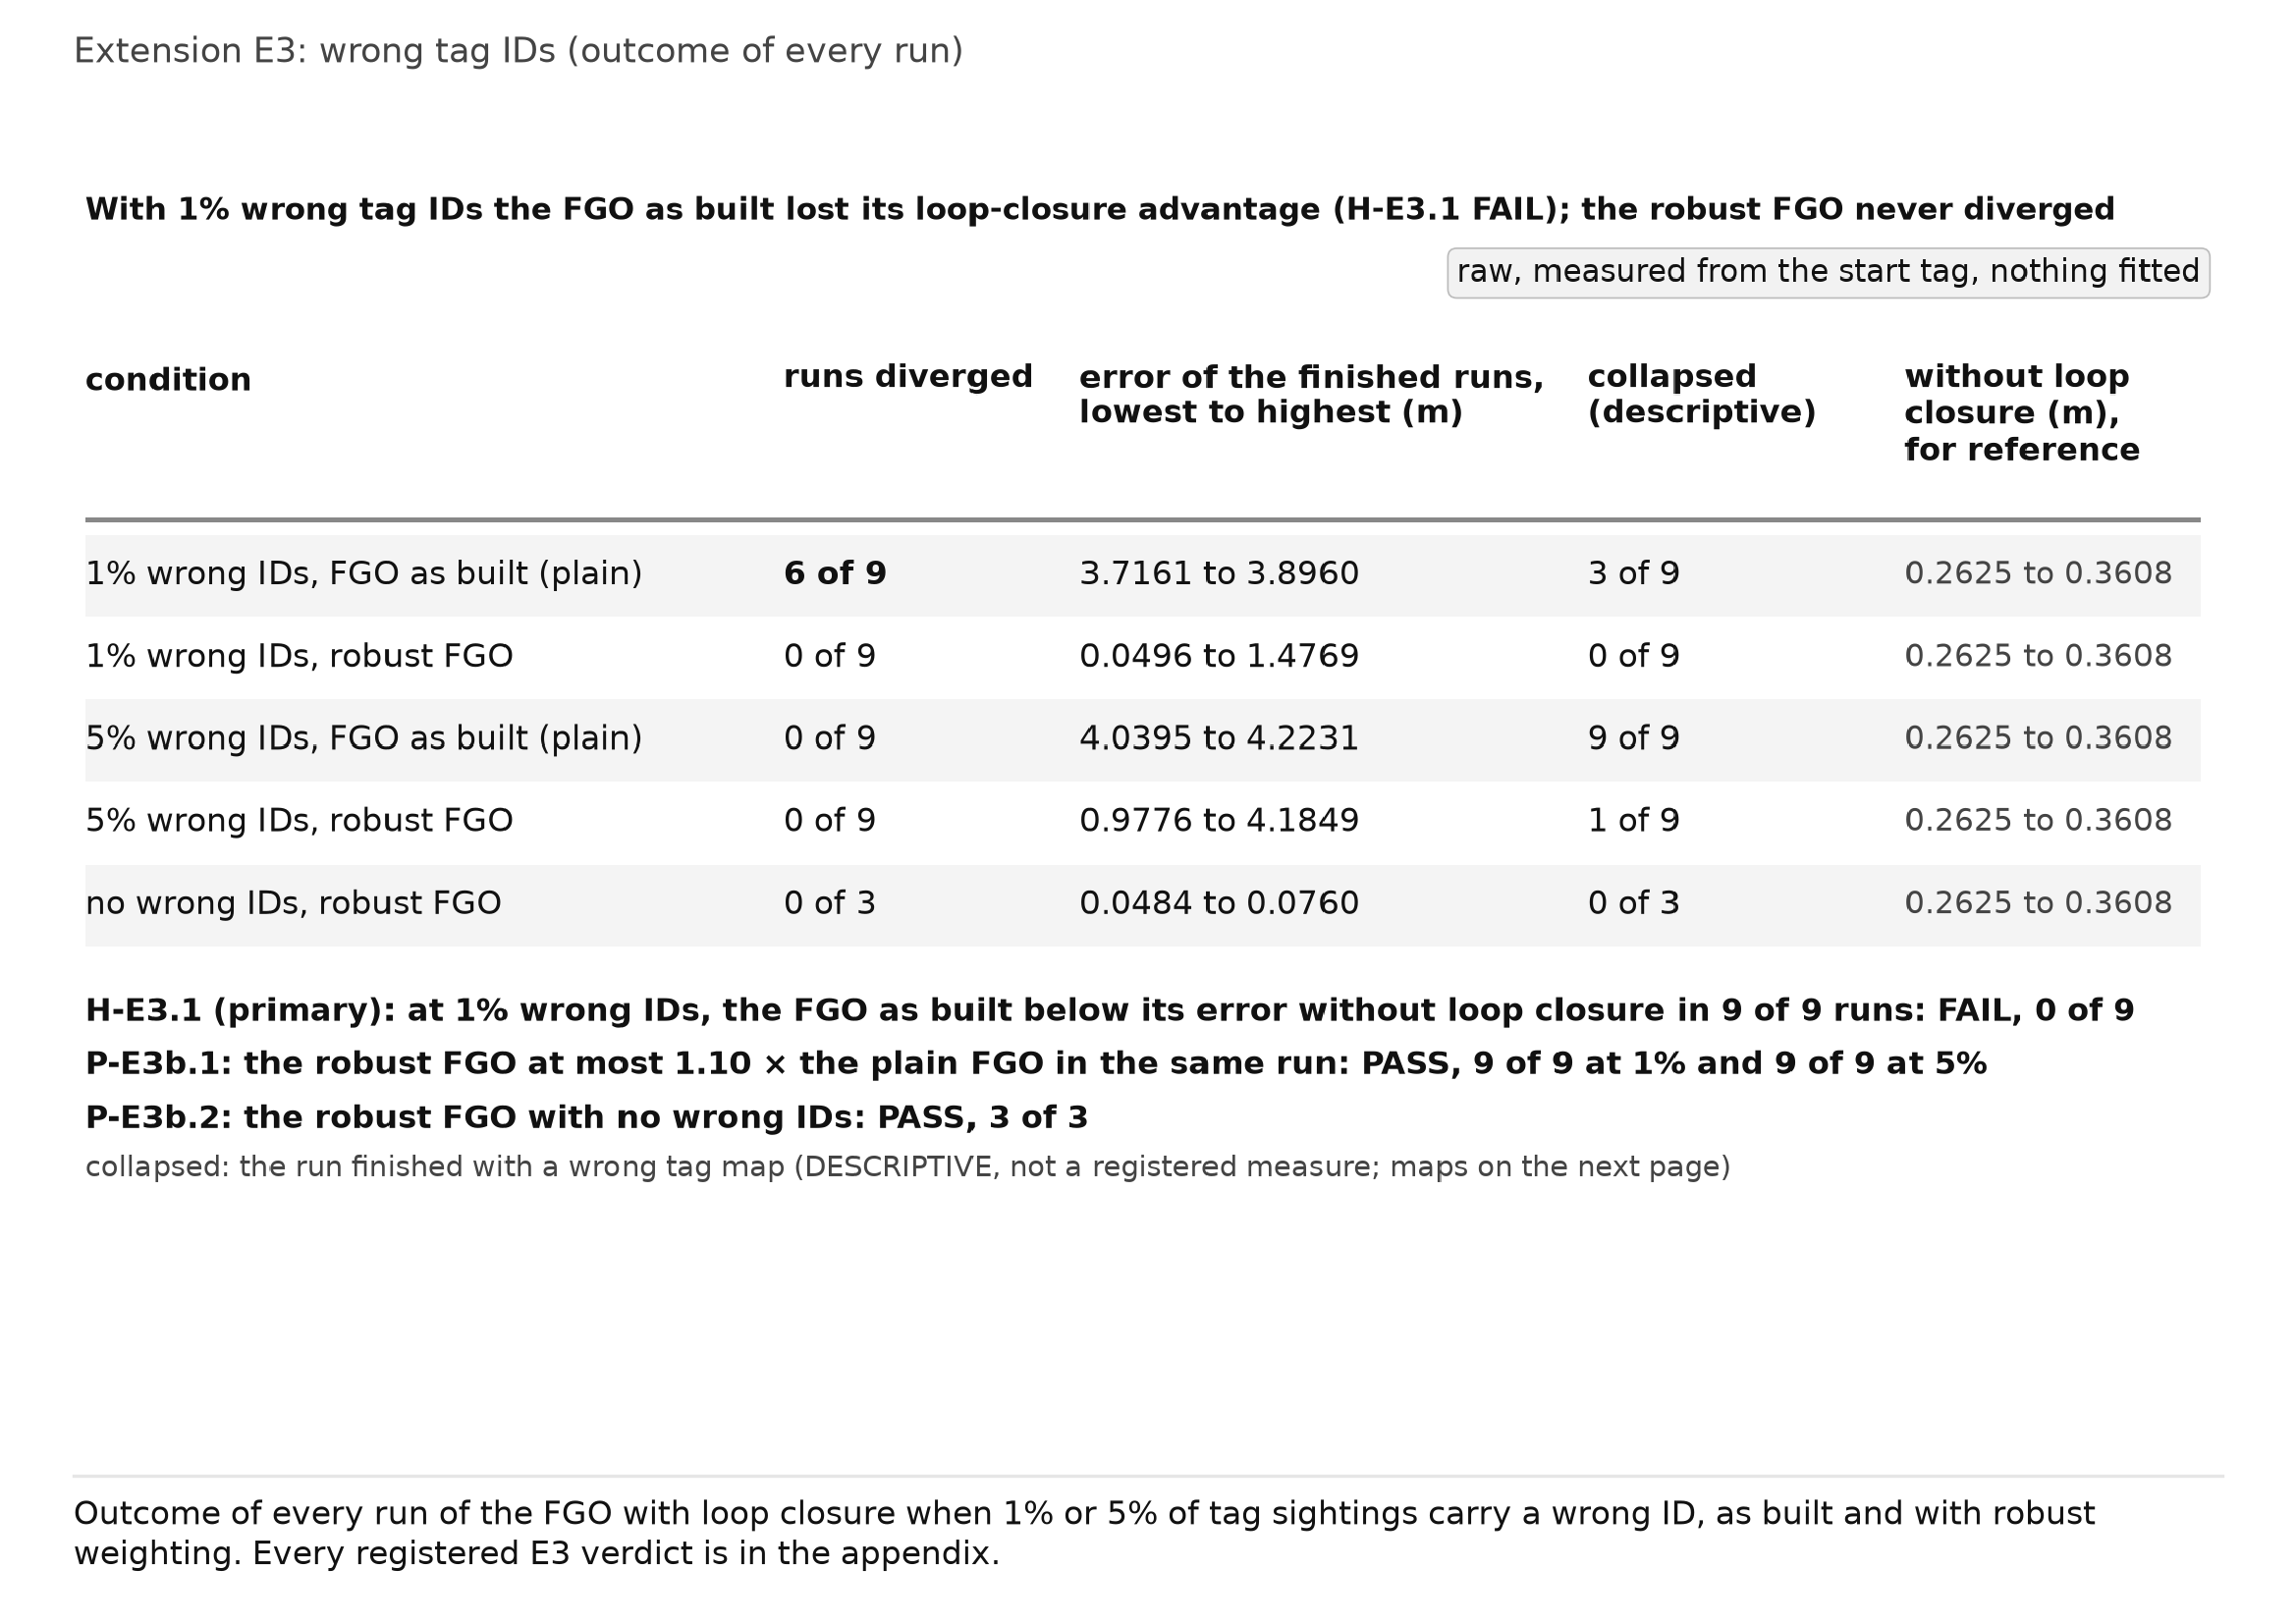 Extension E3: wrong tag IDs (outcome of every run)
With 1% wrong tag IDs the FGO as built lost its loop-closure advantage (H-E3.1 FAIL); the robust FGO never diverged
raw, measured from the start tag, nothing fitted
condition runs diverged error of the finished runs, lowest to highest (m) collapsed (descriptive) without loop closure (m), for reference
1% wrong IDs, FGO as built (plain) 6 of 9 3.7161 to 3.8960 3 of 9 0.2625 to 0.3608
1% wrong IDs, robust FGO 0 of 9 0.0496 to 1.4769 0 of 9 0.2625 to 0.3608
5% wrong IDs, FGO as built (plain) 0 of 9 4.0395 to 4.2231 9 of 9 0.2625 to 0.3608
5% wrong IDs, robust FGO 0 of 9 0.9776 to 4.1849 1 of 9 0.2625 to 0.3608
no wrong IDs, robust FGO 0 of 3 0.0484 to 0.0760 0 of 3 0.2625 to 0.3608
H-E3.1 (primary): at 1% wrong IDs, the FGO as built below its error without loop closure in 9 of 9 runs: FAIL, 0 of 9
P-E3b.1: the robust FGO at most 1.10 × the plain FGO in the same run: PASS, 9 of 9 at 1% and 9 of 9 at 5%
P-E3b.2: the robust FGO with no wrong IDs: PASS, 3 of 3
collapsed: the run finished with a wrong tag map (DESCRIPTIVE, not a registered measure; maps on the next page)
Outcome of every run of the FGO with loop closure when 1% or 5% of tag sightings carry a wrong ID, as built and with robust
weighting. Every registered E3 verdict is in the appendix.